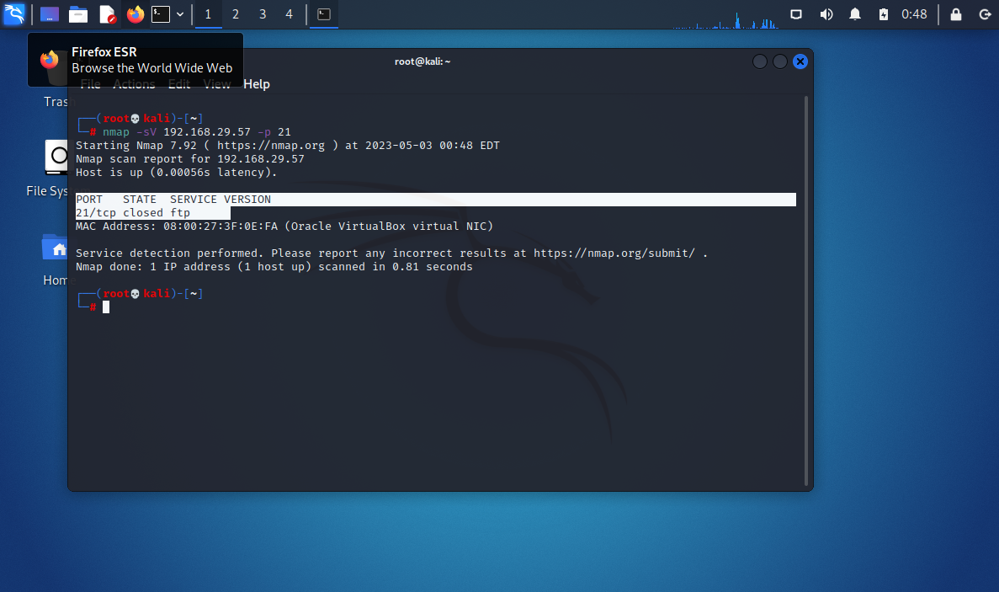 1 2 3 4 0:48
Firefox ESR
Browse the World Wide Web
root@kali: ~
File Actions Edit View Help
Trash
File Sys
Home
┌──(root💀kali)-[~]
└─# nmap -sV 192.168.29.57 -p 21
Starting Nmap 7.92 ( https://nmap.org ) at 2023-05-03 00:48 EDT
Nmap scan report for 192.168.29.57
Host is up (0.00056s latency).
PORT   STATE  SERVICE VERSION
21/tcp closed ftp
MAC Address: 08:00:27:3F:0E:FA (Oracle VirtualBox virtual NIC)
Service detection performed. Please report any incorrect results at https://nmap.org/submit/ .
Nmap done: 1 IP address (1 host up) scanned in 0.81 seconds
┌──(root💀kali)-[~]
└─#